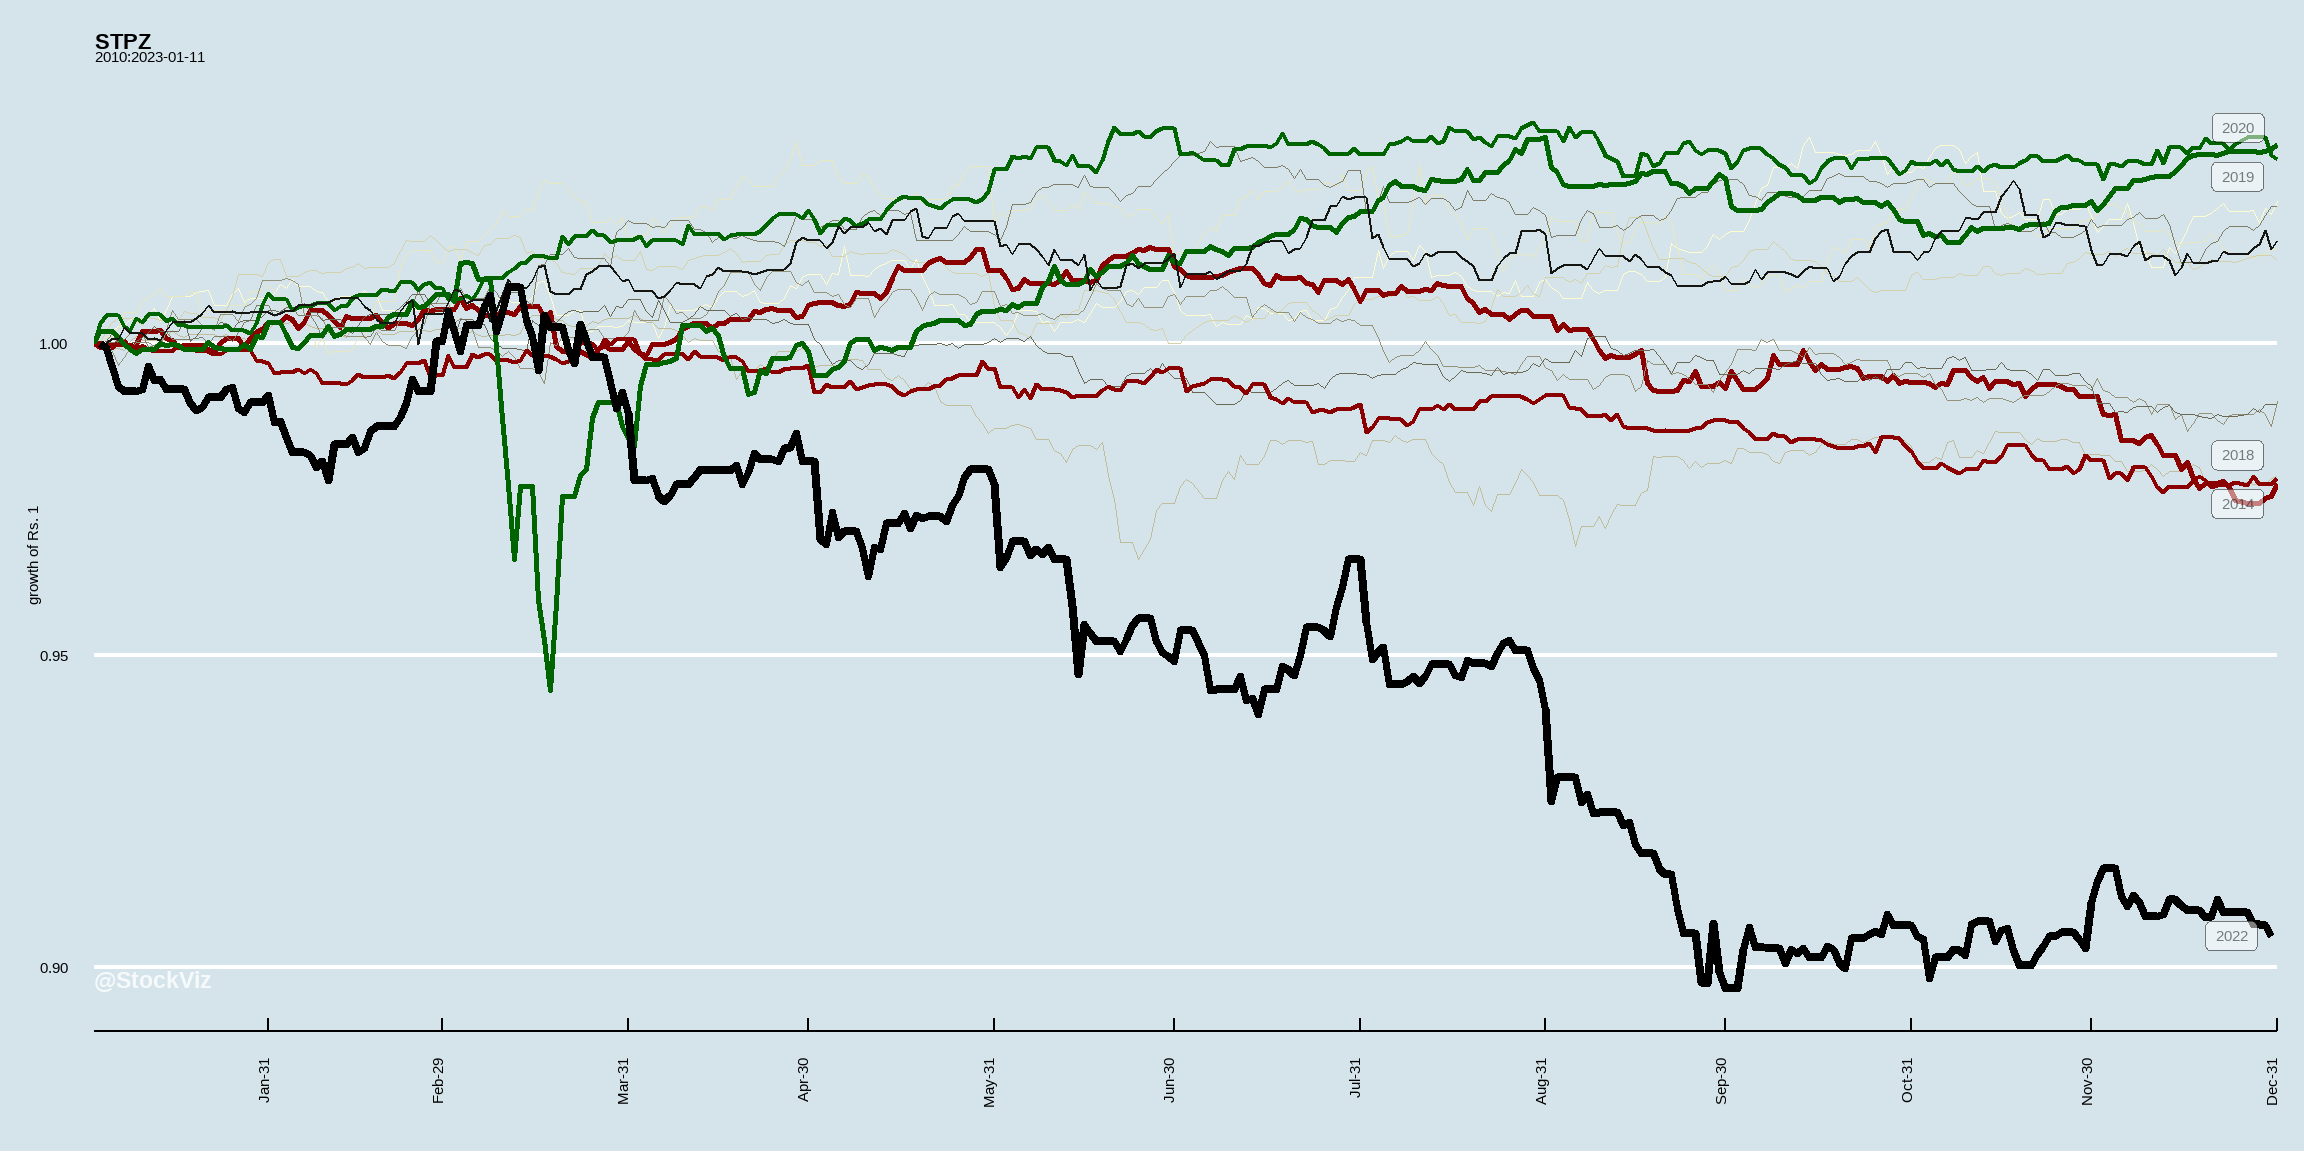 STPZ
2010:2023-01-11
2020
2019
1.00
2018
2014
growth of Rs. 1
0.95
2022
0.90
@StockViz
Jan-31
Feb-29
Mar-31
Apr-30
May-31
Jun-30
Jul-31
Aug-31
Sep-30
Oct-31
Nov-30
Dec-31